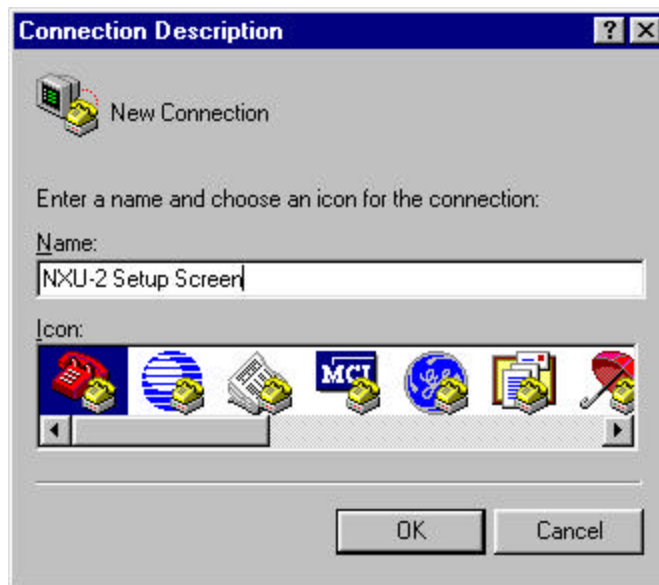 Connection Description
New Connection
Enter a name and choose an icon for the connection:
Name:
NXU-2 Setup Screen
Icon:
MCI
OK
Cancel